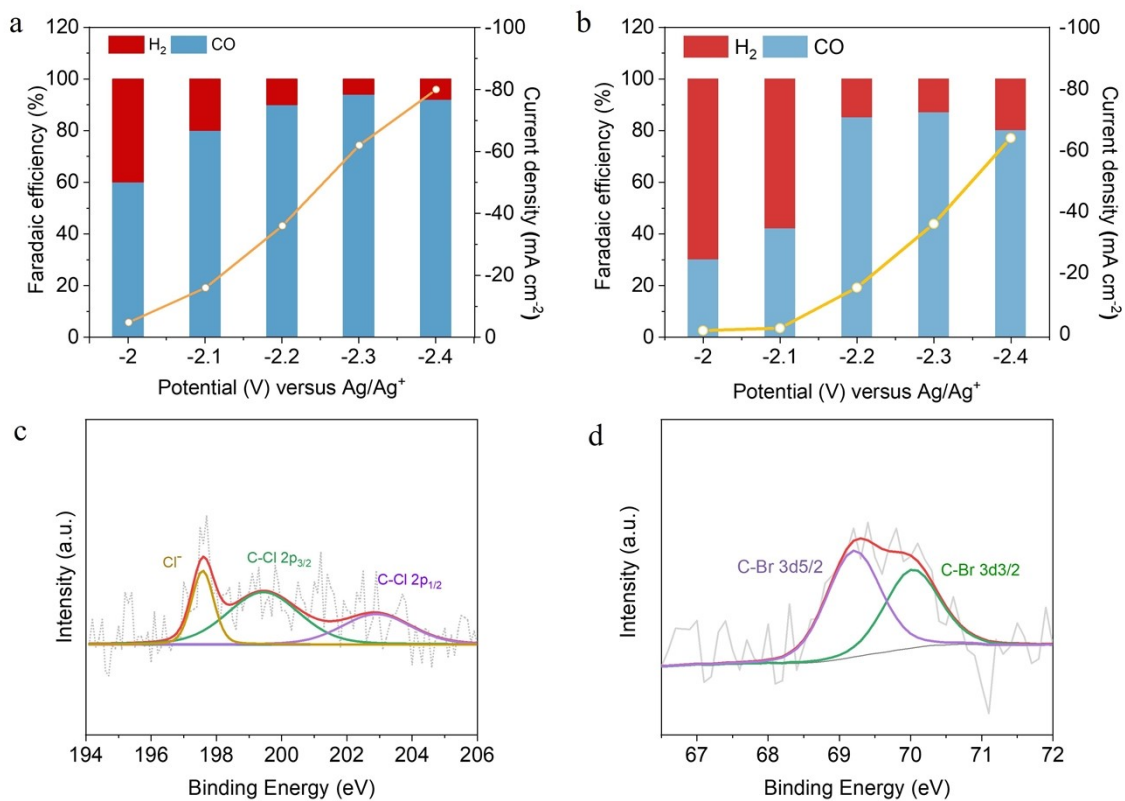 a
H₂ CO
120
100
80
60
40
20
0
Faradaic efficiency (%)
-100
-80
-60
-40
-20
0
Current density (mA cm⁻²)
-2 -2.1 -2.2 -2.3 -2.4
Potential (V) versus Ag/Ag⁺
b
H₂ CO
120
100
80
60
40
20
0
Faradaic efficiency (%)
-100
-80
-60
-40
-20
0
Current density (mA cm⁻²)
-2 -2.1 -2.2 -2.3 -2.4
Potential (V) versus Ag/Ag⁺
c
Cl⁻
C-Cl 2p₃/₂
C-Cl 2p₁/₂
Intensity (a.u.)
194 196 198 200 202 204 206
Binding Energy (eV)
d
C-Br 3d5/2
C-Br 3d3/2
Intensity (a.u.)
67 68 69 70 71 72
Binding Energy (eV)